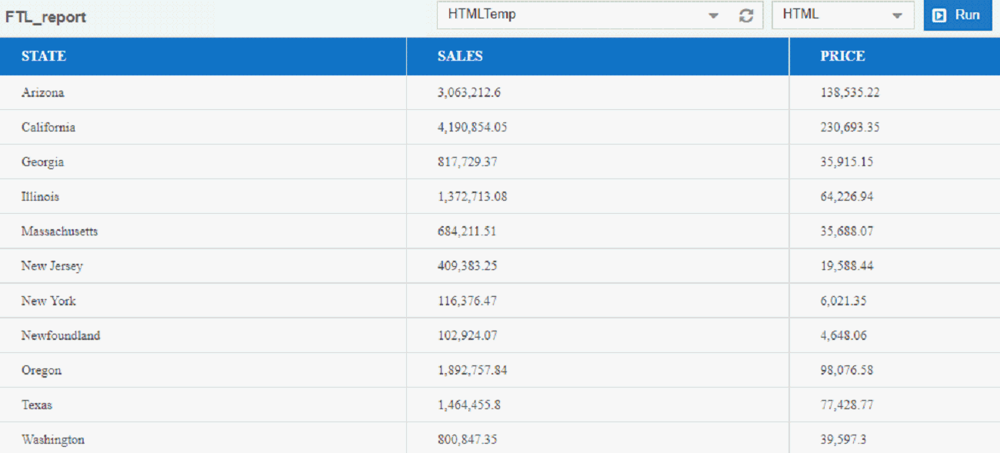 FTL_report HTMLTemp HTML Run
STATE SALES PRICE
Arizona 3,063,212.6 138,535.22
California 4,190,854.05 230,693.35
Georgia 817,729.37 35,915.15
Illinois 1,372,713.08 64,226.94
Massachusetts 684,211.51 35,688.07
New Jersey 409,383.25 19,588.44
New York 116,376.47 6,021.35
Newfoundland 102,924.07 4,648.06
Oregon 1,892,757.84 98,076.58
Texas 1,464,455.8 77,428.77
Washington 800,847.35 39,597.3